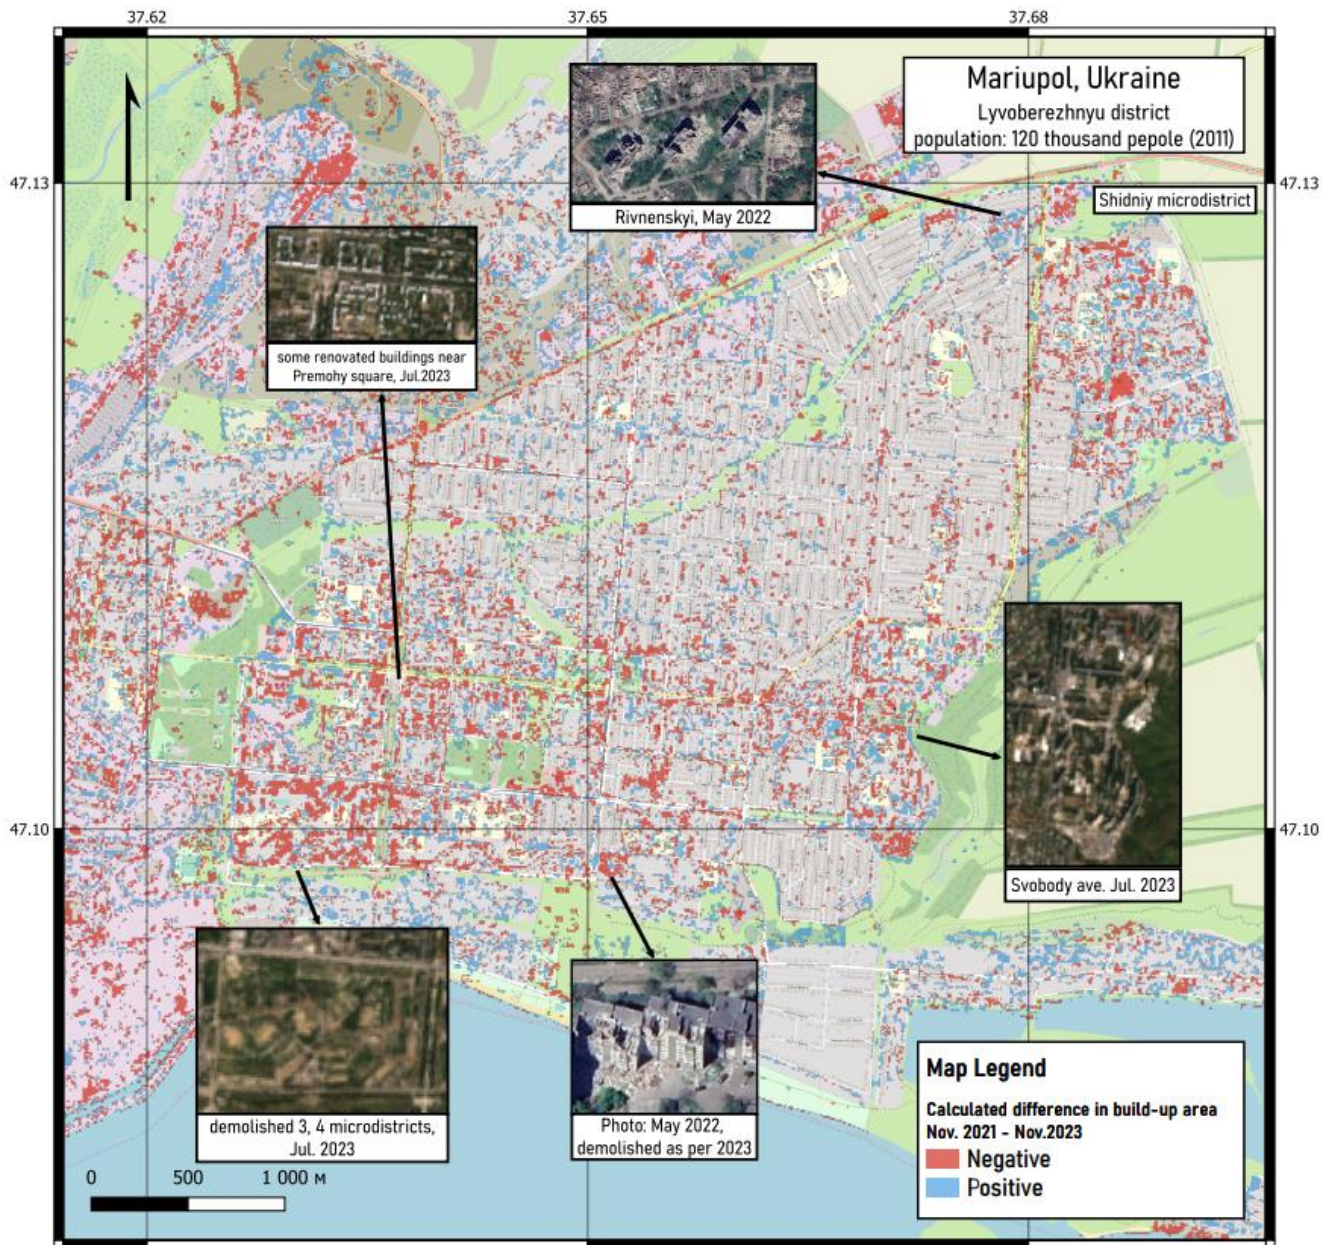 37.62
37.65
37.68
Mariupol, Ukraine
Lyvoberezhnyu district
population: 120 thousand pepole (2011)
47.13
47.13
Shidniy microdistrict
Rivnenskyi, May 2022
some renovated buildings near
Premohy square, Jul.2023
47.10
47.10
Svobody ave. Jul. 2023
demolished 3, 4 microdistricts,
Jul. 2023
Photo: May 2022,
demolished as per 2023
0 500 1 000 м
Map Legend
Calculated difference in build-up area
Nov. 2021 - Nov.2023
Negative
Positive